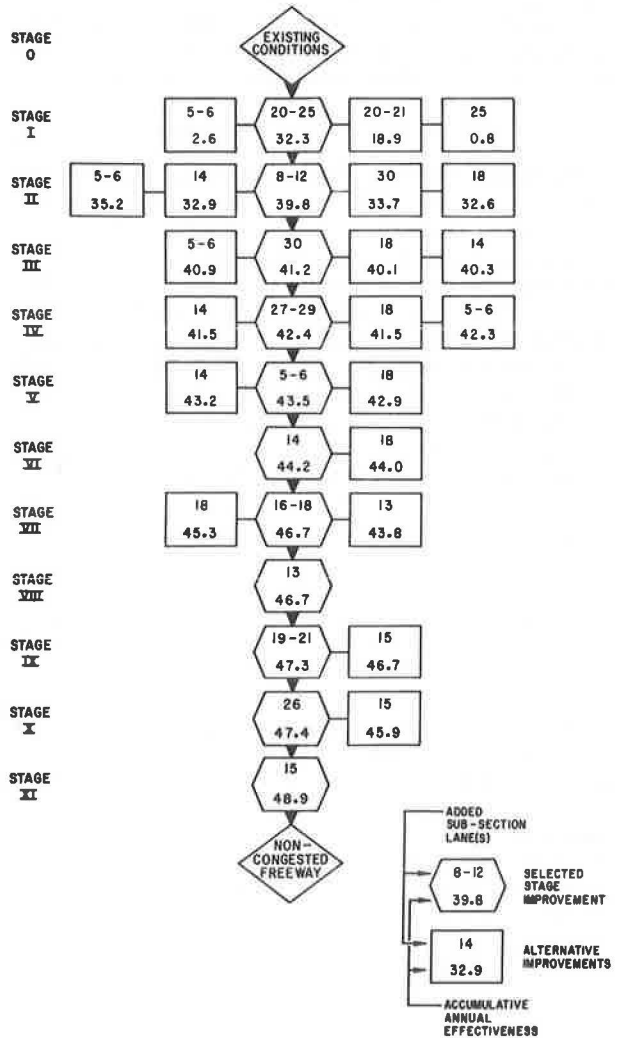 STAGE
0
EXISTING
CONDITIONS
STAGE
I
5-6
2.6
20-25
32.3
20-21
18.9
25
0.8
STAGE
II
5-6
35.2
14
32.9
8-12
39.8
30
33.7
18
32.6
STAGE
III
5-6
40.9
30
41.2
18
40.1
14
40.3
STAGE
IV
14
41.5
27-29
42.4
18
41.5
5-6
42.3
STAGE
V
14
43.2
5-6
43.5
18
42.9
STAGE
VI
14
44.2
18
44.0
STAGE
VII
18
45.3
16-18
46.7
13
43.8
STAGE
VIII
13
46.7
STAGE
IX
19-21
47.3
15
46.7
STAGE
X
26
47.4
15
45.9
STAGE
XI
15
48.9
NON-
CONGESTED
FREEWAY
ADDED
SUB-SECTION
LANE(S)
8-12
39.8
SELECTED
STAGE
IMPROVEMENT
14
32.9
ALTERNATIVE
IMPROVEMENTS
ACCUMULATIVE
ANNUAL
EFFECTIVENESS